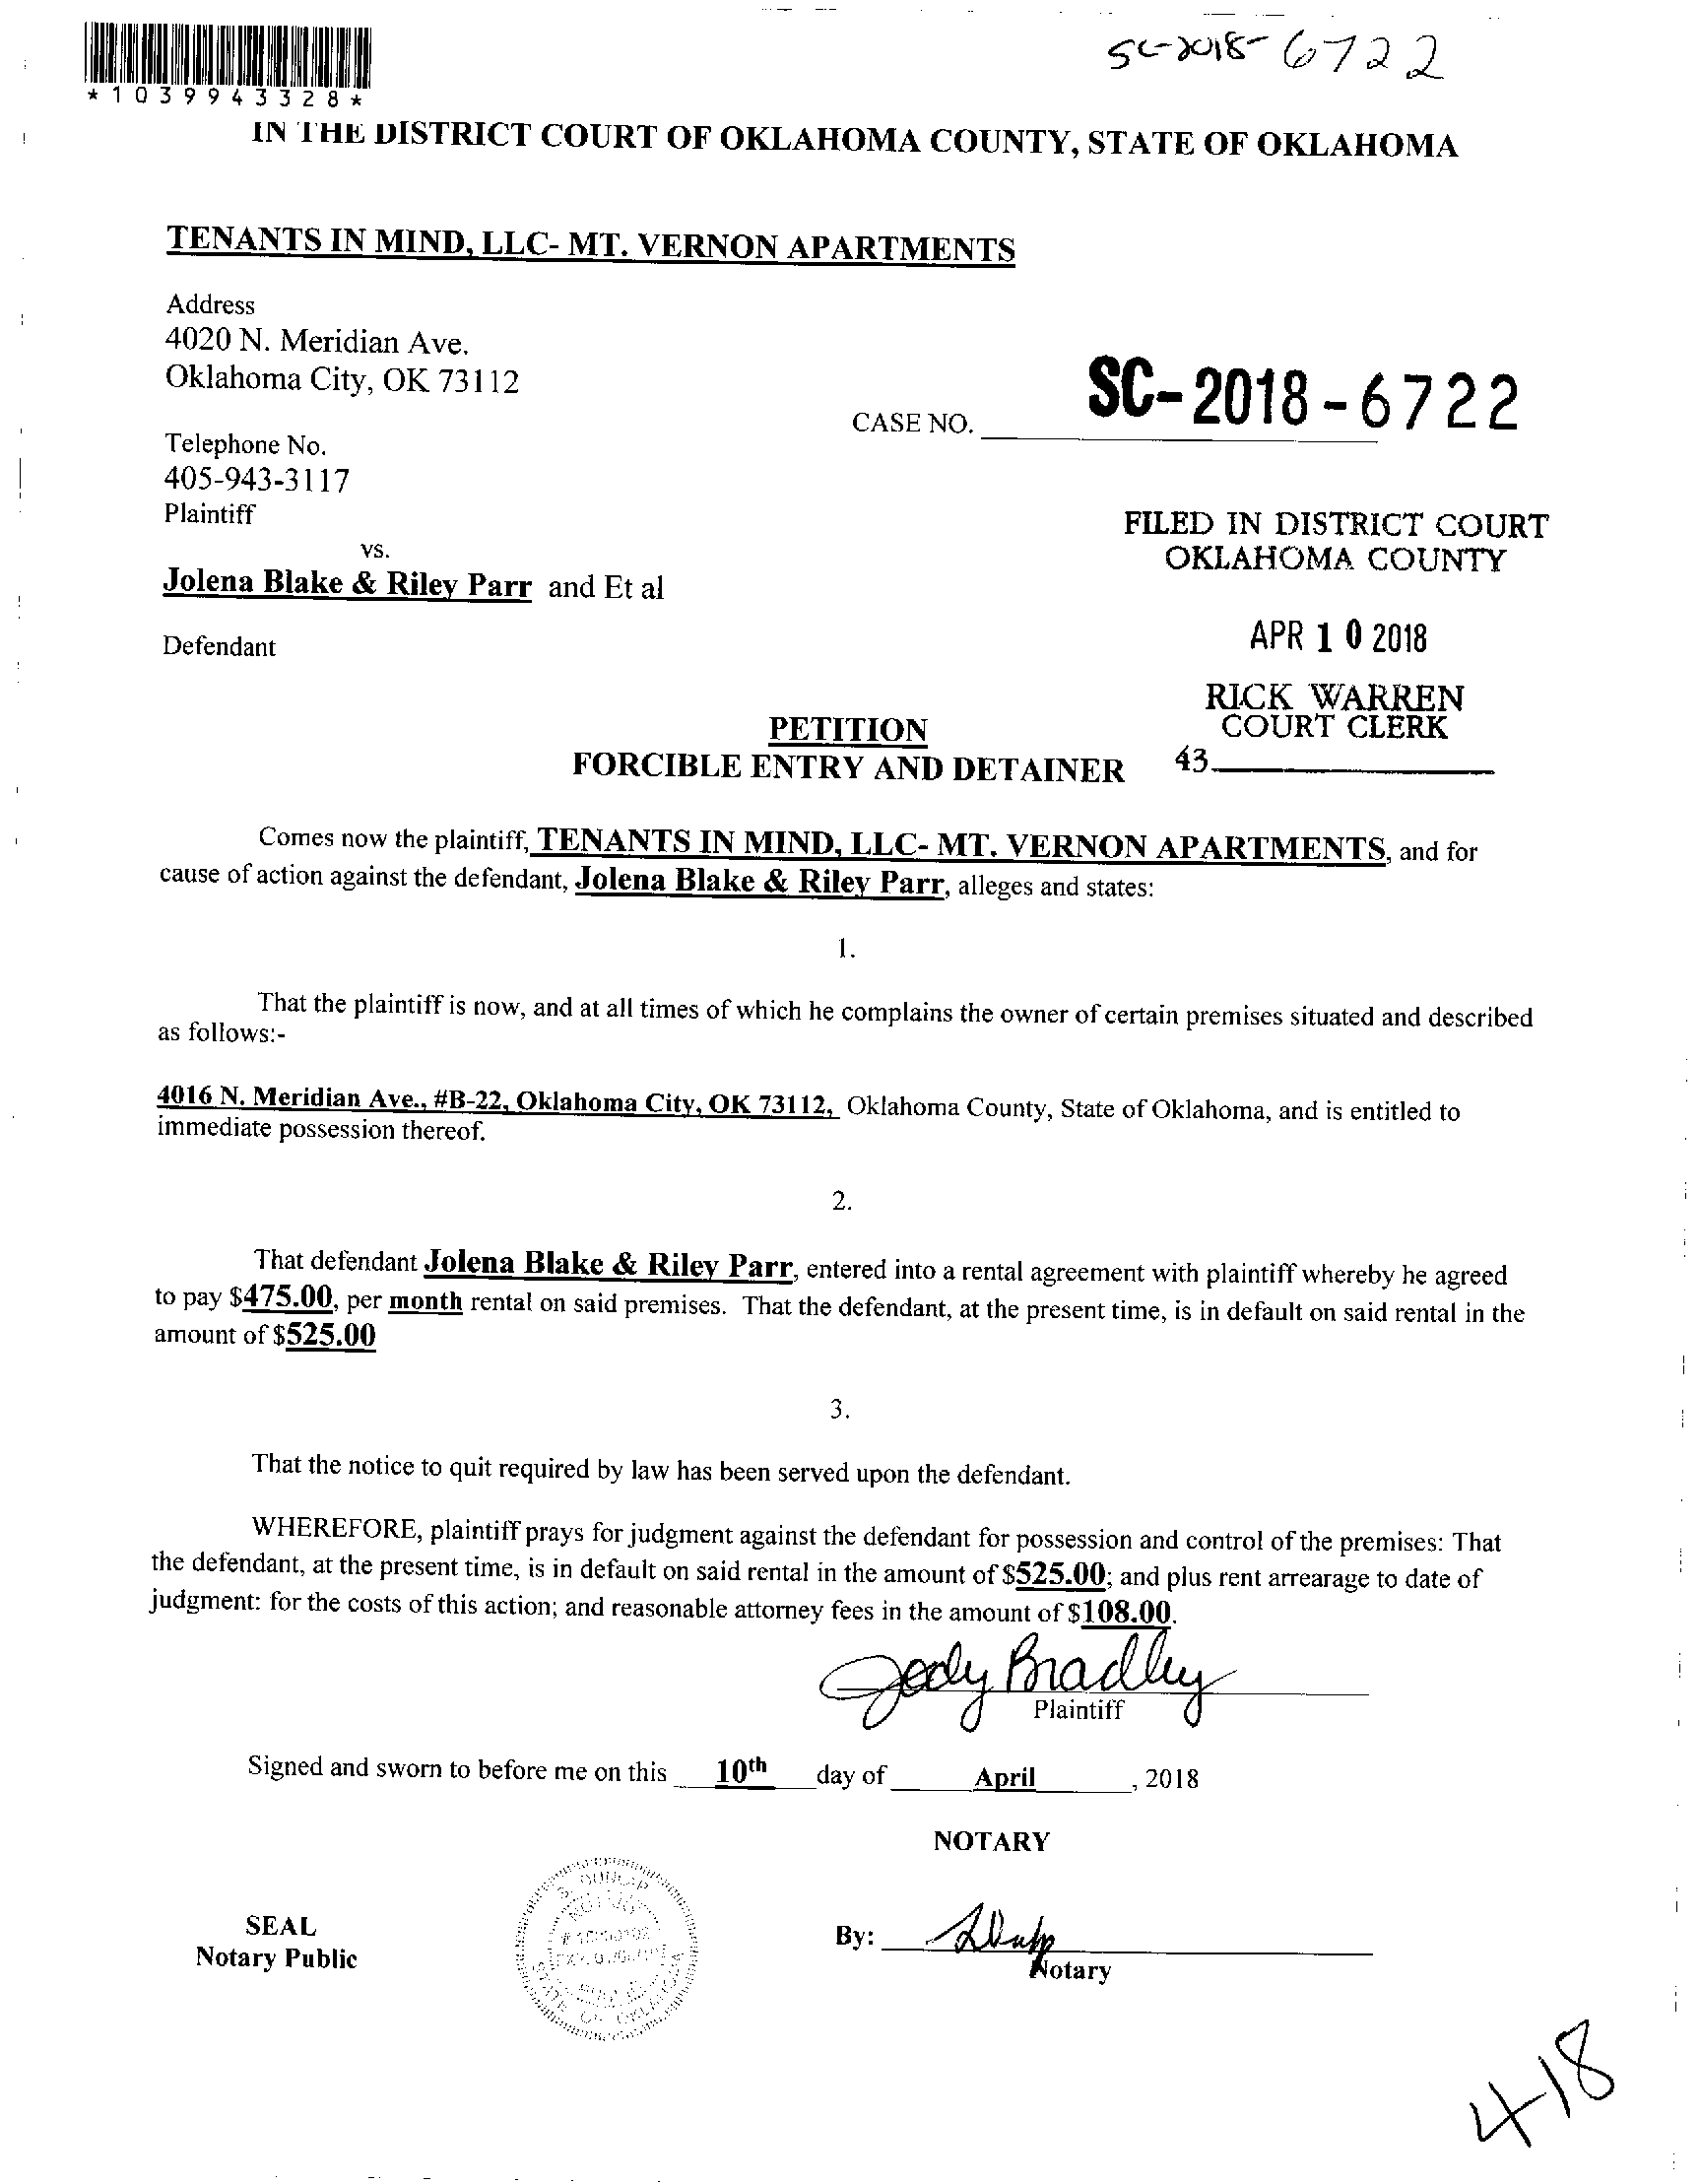 SC-2018-6722
*1039943328*
IN THE DISTRICT COURT OF OKLAHOMA COUNTY, STATE OF OKLAHOMA
TENANTS IN MIND, LLC- MT. VERNON APARTMENTS
Address
4020 N. Meridian Ave.
Oklahoma City, OK 73112
CASE NO. SC-2018-6722
Telephone No.
405-943-3117
Plaintiff
FILED IN DISTRICT COURT
OKLAHOMA COUNTY
vs.
Jolena Blake & Riley Parr and Et al
APR 10 2018
Defendant
RICK WARREN
COURT CLERK
43
PETITION
FORCIBLE ENTRY AND DETAINER
Comes now the plaintiff, TENANTS IN MIND, LLC- MT. VERNON APARTMENTS, and for
cause of action against the defendant, Jolena Blake & Riley Parr, alleges and states:
1.
That the plaintiff is now, and at all times of which he complains the owner of certain premises situated and described
as follows:-
4016 N. Meridian Ave., #B-22, Oklahoma City, OK 73112, Oklahoma County, State of Oklahoma, and is entitled to
immediate possession thereof.
2.
That defendant Jolena Blake & Riley Parr, entered into a rental agreement with plaintiff whereby he agreed
to pay $475.00, per month rental on said premises. That the defendant, at the present time, is in default on said rental in the
amount of $525.00
3.
That the notice to quit required by law has been served upon the defendant.
WHEREFORE, plaintiff prays for judgment against the defendant for possession and control of the premises: That
the defendant, at the present time, is in default on said rental in the amount of $525.00; and plus rent arrearage to date of
judgment: for the costs of this action; and reasonable attorney fees in the amount of $108.00.
Jody Bradley
Plaintiff
Signed and sworn to before me on this 10th day of April, 2018
NOTARY
SEAL
Notary Public
S. DUNLAP
STATE OF OKLAHOMA
By:
Notary
4-18